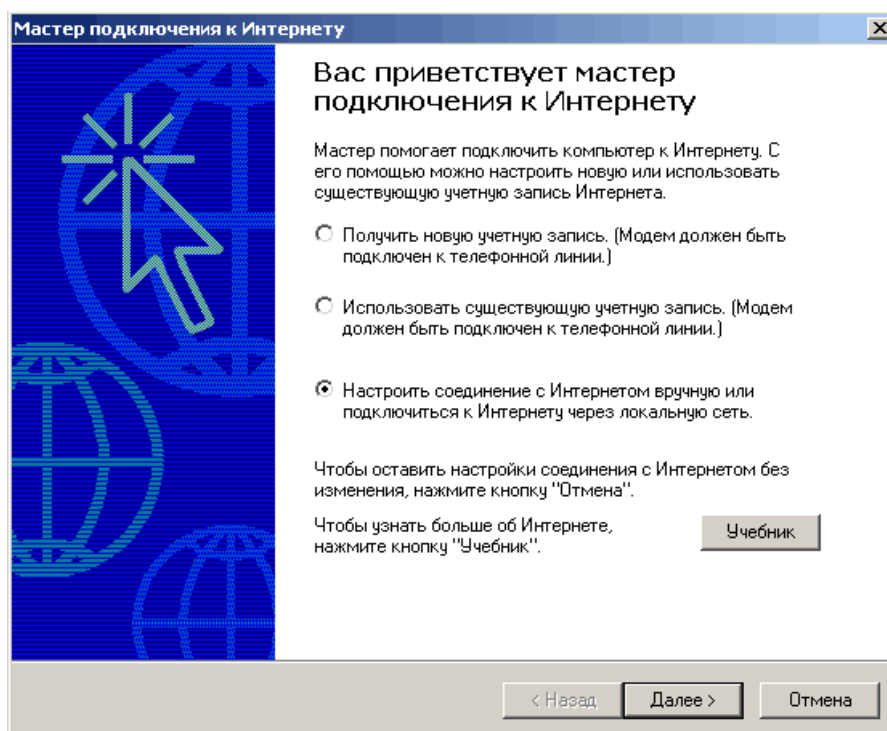 Мастер подключения к Интернету
Вас приветствует мастер
подключения к Интернету
Мастер помогает подключить компьютер к Интернету. С
его помощью можно настроить новую или использовать
существующую учетную запись Интернета.
Получить новую учетную запись. (Модем должен быть
подключен к телефонной линии.)
Использовать существующую учетную запись. (Модем
должен быть подключен к телефонной линии.)
Настроить соединение с Интернетом вручную или
подключиться к Интернету через локальную сеть.
Чтобы оставить настройки соединения с Интернетом без
изменения, нажмите кнопку "Отмена".
Чтобы узнать больше об Интернете,
нажмите кнопку "Учебник".
Учебник
< Назад
Далее >
Отмена